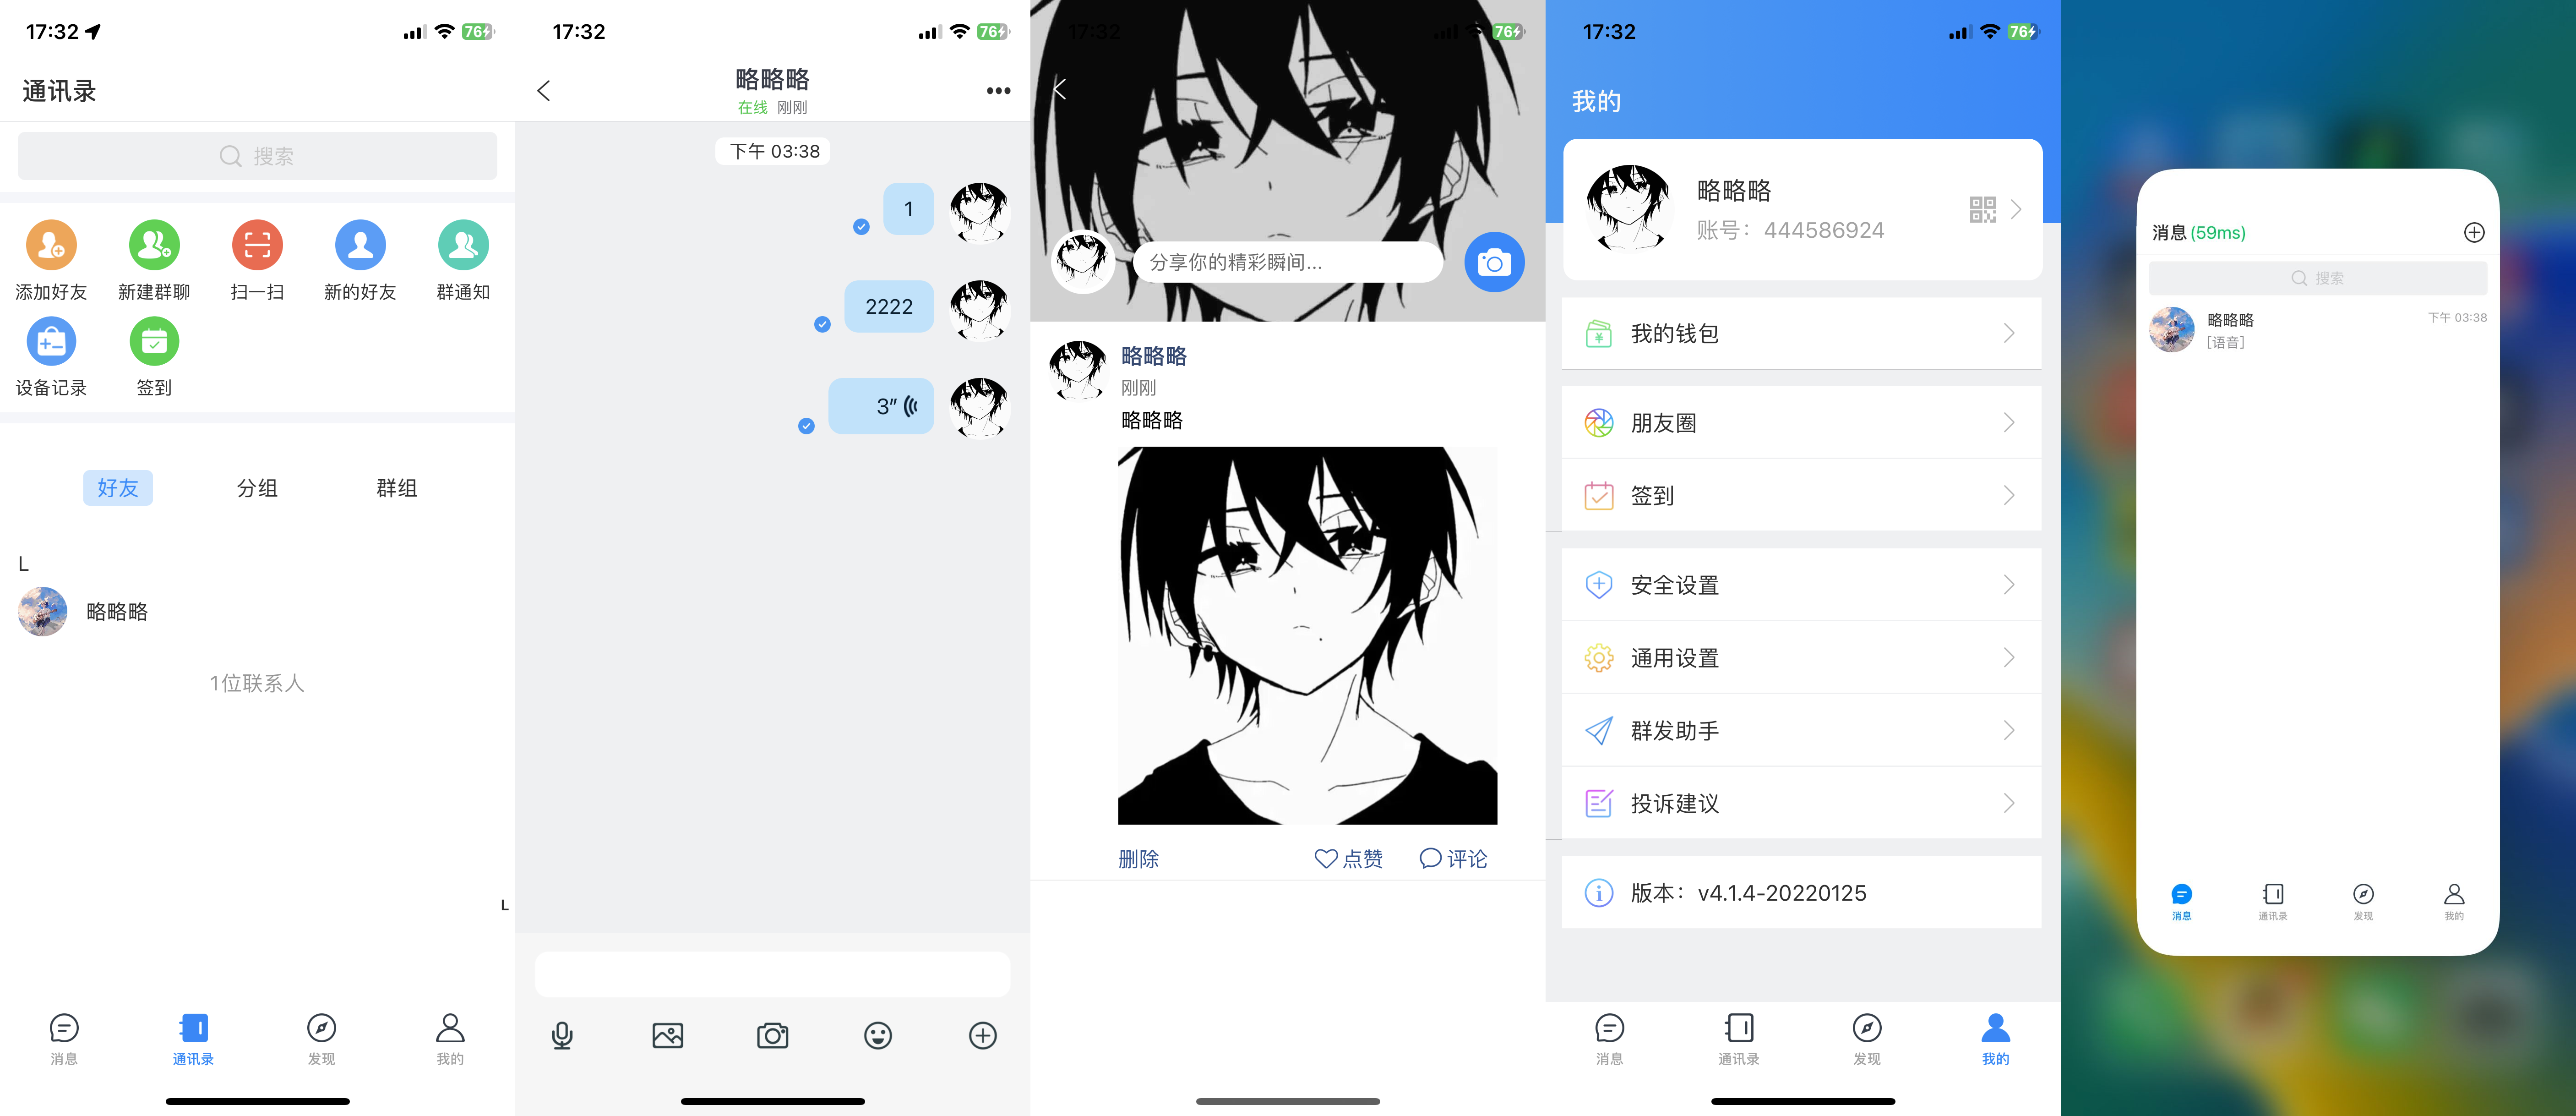 17:32
76
通讯录
搜索
添加好友
新建群聊
扫一扫
新的好友
群通知
设备记录
签到
好友
分组
群组
L
略略略
1位联系人
L
消息
通讯录
发现
我的
17:32
76
略略略
在线 刚刚
下午 03:38
1
2222
3″
17:32
76
分享你的精彩瞬间...
略略略
刚刚
略略略
删除
点赞
评论
17:32
76
我的
略略略
账号：444586924
我的钱包
朋友圈
签到
安全设置
通用设置
群发助手
投诉建议
版本：v4.1.4-20220125
消息
通讯录
发现
我的
消息 (59ms)
搜索
略略略
下午 03:38
[语音]
消息
通讯录
发现
我的